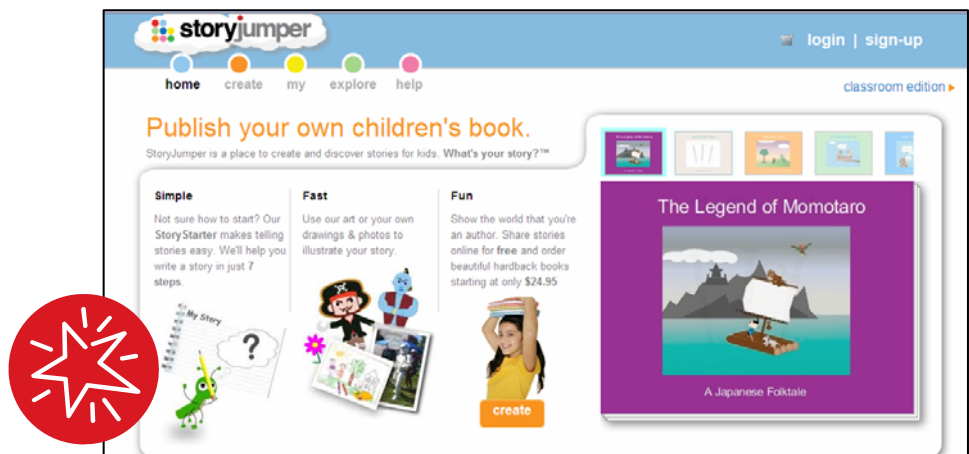 storyjumper
login | sign-up
home create my explore help
classroom edition
Publish your own children's book.
StoryJumper is a place to create and discover stories for kids. What's your story?™
Simple
Not sure how to start? Our
StoryStarter makes telling
stories easy. We'll help you
write a story in just 7
steps.
My Story
?
Fast
Use our art or your own
drawings & photos to
illustrate your story.
Fun
Show the world that you're
an author. Share stories
online for free and order
beautiful hardback books
starting at only $24.95
create
The Legend of Momotaro
A Japanese Folktale